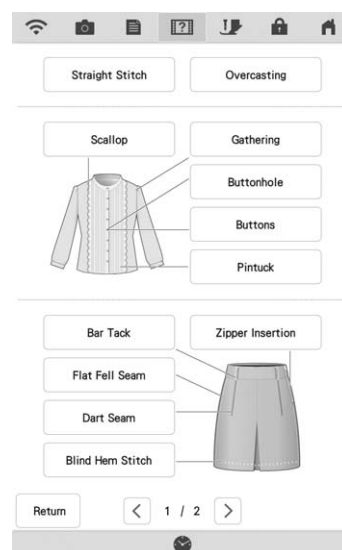 Straight Stitch
Overcasting
Scallop
Gathering
Buttonhole
Buttons
Pintuck
Bar Tack
Zipper Insertion
Flat Fell Seam
Dart Seam
Blind Hem Stitch
Return
1 / 2